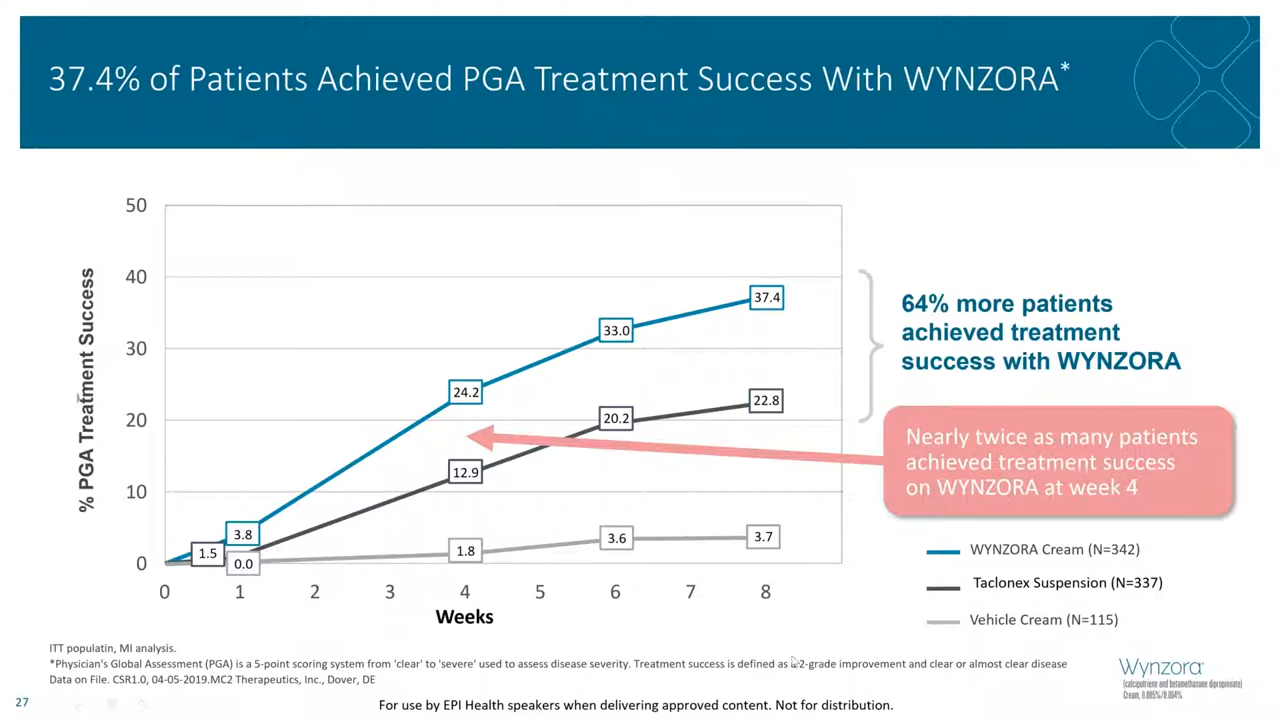 37.4% of Patients Achieved PGA Treatment Success With WYNZORA*
50
40
30
20
10
0
% PGA Treatment Success
37.4
33.0
24.2
22.8
20.2
12.9
3.8
1.5
0.0
1.8
3.6
3.7
0 1 2 3 4 5 6 7 8
Weeks
64% more patients
achieved treatment
success with WYNZORA
Nearly twice as many patients
achieved treatment success
on WYNZORA at week 4
WYNZORA Cream (N=342)
Taclonex Suspension (N=337)
Vehicle Cream (N=115)
ITT populatin, MI analysis.
*Physician's Global Assessment (PGA) is a 5-point scoring system from 'clear' to 'severe' used to assess disease severity. Treatment success is defined as 2-grade improvement and clear or almost clear disease
Data on File. CSR1.0, 04-05-2019.MC2 Therapeutics, Inc., Dover, DE
Wynzora
(calcipotriene and betamethasone dipropionate)
Cream, 0.005%/0.064%
27
For use by EPI Health speakers when delivering approved content. Not for distribution.